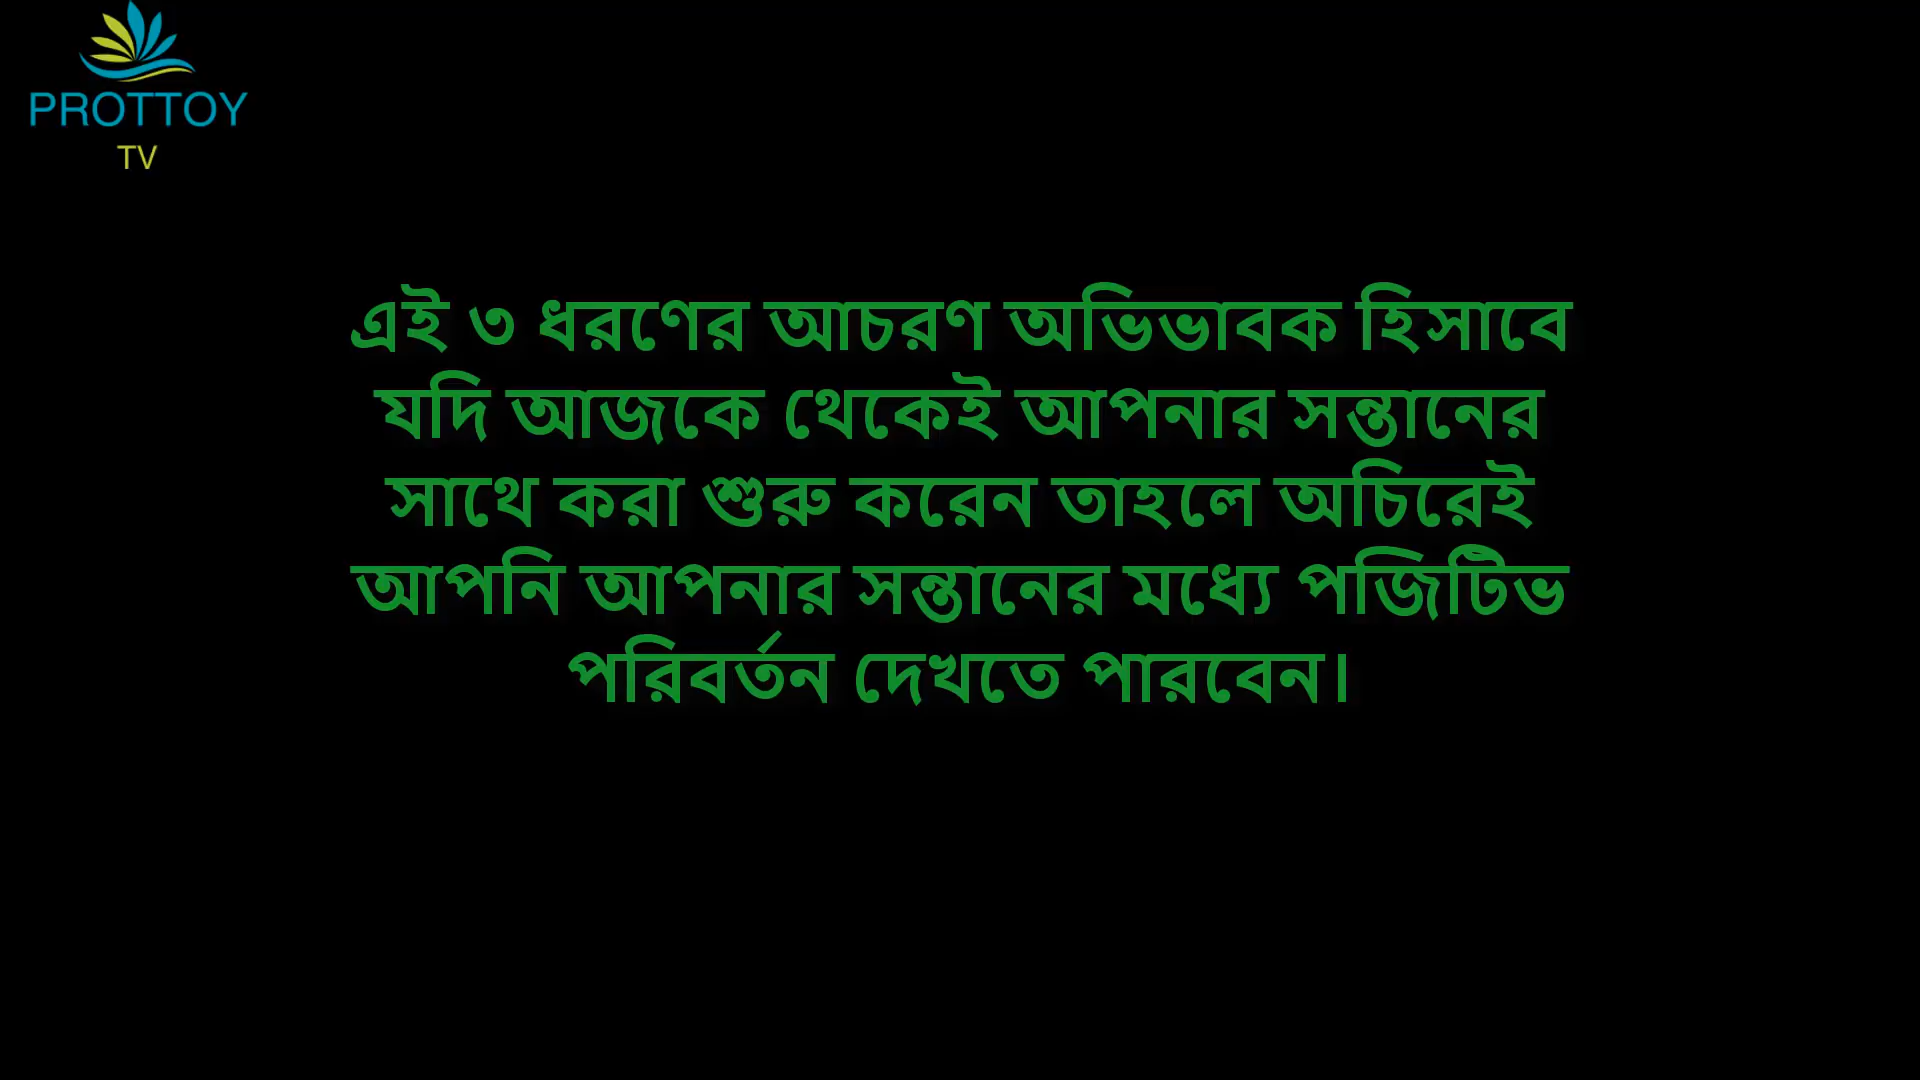 PROTTOY
TV
এই ৩ ধরণের আচরণ অভিভাবক হিসাবে
যদি আজকে থেকেই আপনার সন্তানের
সাথে করা শুরু করেন তাহলে অচিরেই
আপনি আপনার সন্তানের মধ্যে পজিটিভ
পরিবর্তন দেখতে পারবেন।